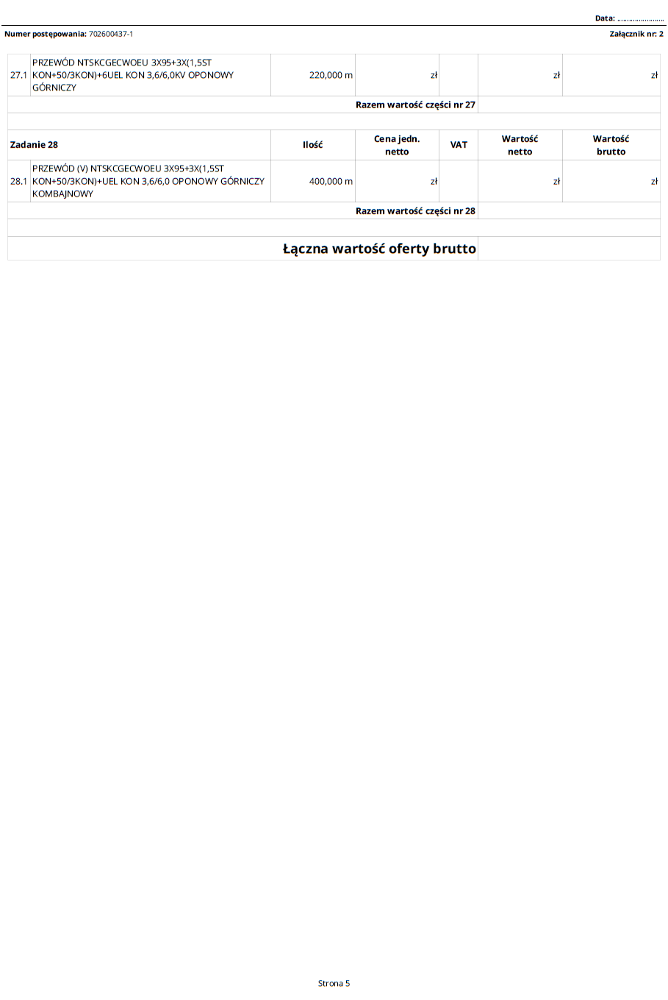 Data: ........................
Numer postępowania: 702600437-1
Załącznik nr: 2
PRZEWÓD NTSKCGECWOEU 3X95+3X(1,5ST
27.1 KON+50/3KON)+6UEL KON 3,6/6,0KV OPONOWY 220,000 m zł zł zł
GÓRNICZY
Razem wartość części nr 27
Zadanie 28 Ilość Cena jedn. netto VAT Wartość netto Wartość brutto
PRZEWÓD (V) NTSKCGECWOEU 3X95+3X(1,5ST
28.1 KON+50/3KON)+UEL KON 3,6/6,0 OPONOWY GÓRNICZY 400,000 m zł zł zł
KOMBAJNOWY
Razem wartość części nr 28
Łączna wartość oferty brutto
Strona 5